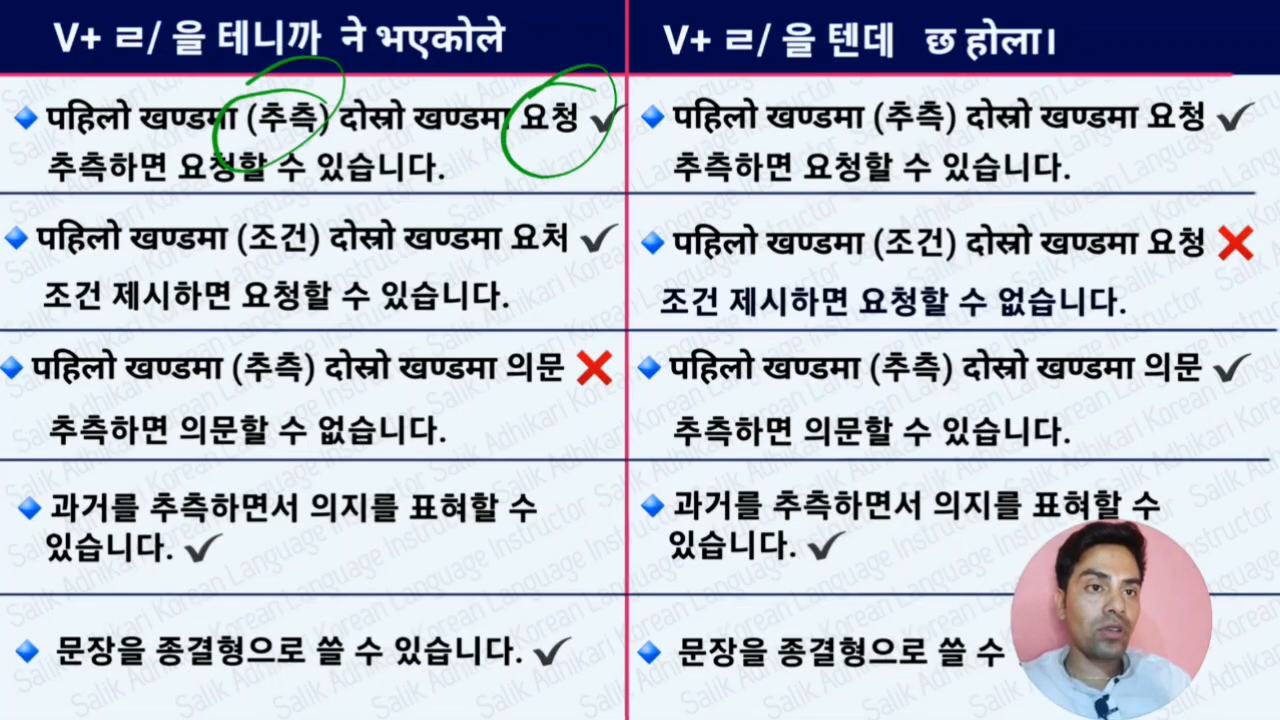 V+ ㄹ/ 을 테니까 ने भएकोले
पहिलो खण्डमा (추측) दोस्रो खण्डमा 요청 ✔
추측하면 요청할 수 있습니다.
पहिलो खण्डमा (조건) दोस्रो खण्डमा 요처 ✔
조건 제시하면 요청할 수 있습니다.
पहिलो खण्डमा (추측) दोस्रो खण्डमा 의문 ❌
추측하면 의문할 수 없습니다.
과거를 추측하면서 의지를 표혀할 수
있습니다. ✔
문장을 종결형으로 쓸 수 있습니다. ✔
V+ ㄹ/ 을 텐데 छ होला।
पहिलो खण्डमा (추측) दोस्रो खण्डमा 요청 ✔
추측하면 요청할 수 있습니다.
पहिलो खण्डमा (조건) दोस्रो खण्डमा 요청 ❌
조건 제시하면 요청할 수 없습니다.
पहिलो खण्डमा (추측) दोस्रो खण्डमा 의문 ✔
추측하면 의문할 수 있습니다.
과거를 추측하면서 의지를 표혀할 수
있습니다. ✔
문장을 종결형으로 쓸 수
Salik Adhikari Korean Language Instructor